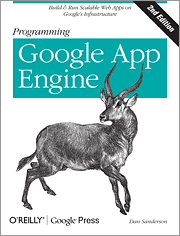 Build & Run Scalable Web Apps on
Google's Infrastructure
2nd Edition
Programming
Google App
Engine
O'REILLY® | Google Press
Dan Sanderson